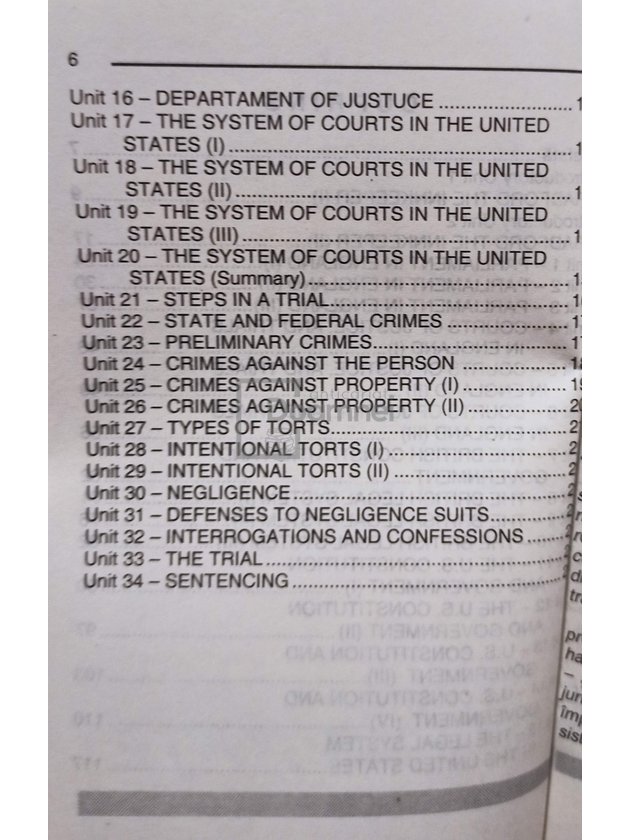 6
Unit 16 – DEPARTAMENT OF JUSTUCE
Unit 17 – THE SYSTEM OF COURTS IN THE UNITED
STATES (I)
Unit 18 – THE SYSTEM OF COURTS IN THE UNITED
STATES (II)
Unit 19 – THE SYSTEM OF COURTS IN THE UNITED
STATES (III)
Unit 20 – THE SYSTEM OF COURTS IN THE UNITED
STATES (Summary)
Unit 21 – STEPS IN A TRIAL
Unit 22 – STATE AND FEDERAL CRIMES
Unit 23 – PRELIMINARY CRIMES
Unit 24 – CRIMES AGAINST THE PERSON
Unit 25 – CRIMES AGAINST PROPERTY (I)
Unit 26 – CRIMES AGAINST PROPERTY (II)
Unit 27 – TYPES OF TORTS
Unit 28 – INTENTIONAL TORTS (I)
Unit 29 – INTENTIONAL TORTS (II)
Unit 30 – NEGLIGENCE
Unit 31 – DEFENSES TO NEGLIGENCE SUITS
Unit 32 – INTERROGATIONS AND CONFESSIONS
Unit 33 – THE TRIAL
Unit 34 – SENTENCING